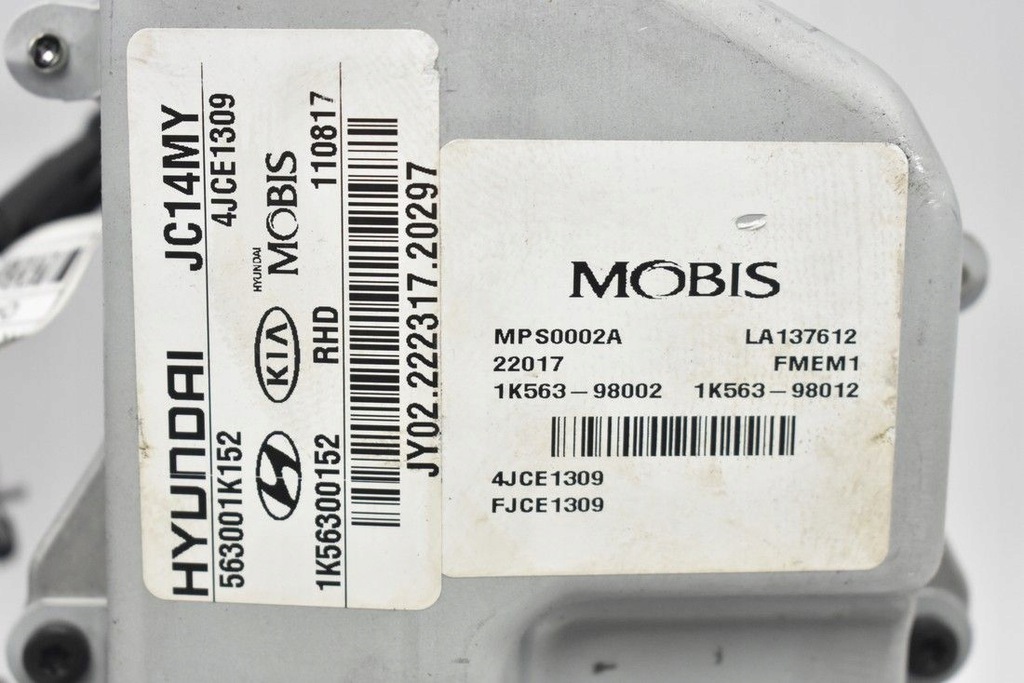 HYUNDAI JC14MY
563001K152 4JCE1309
KIA HYUNDAI MOBIS
1K56300152 RHD 110817
JY02.222317.20297
MOBIS
MPS0002A LA137612
22017 FMEM1
1K563-98002 1K563-98012
4JCE1309
FJCE1309